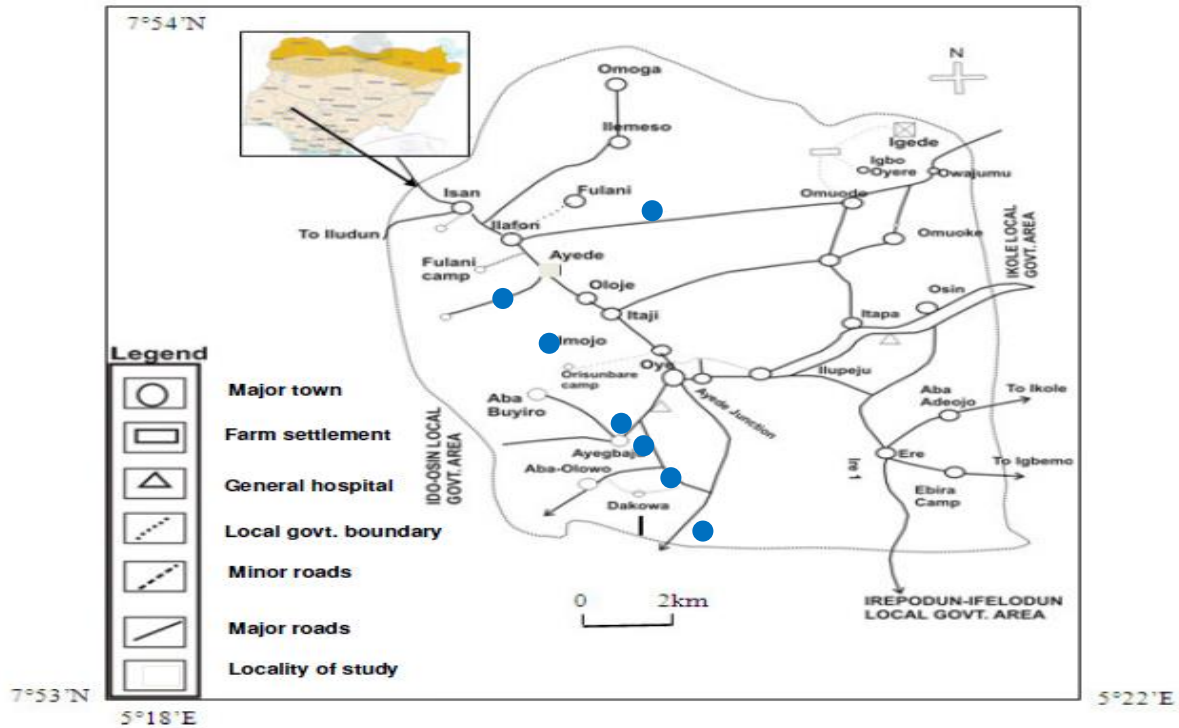 7°54’N
N
Omoga
Ilemeso
Igede
Igbo
Oyere
Owajumu
Isan
Fulani
Omuodo
Ilafon
To Iludun
Omuoke
IKOLE LOCAL
GOVT. AREA
Fulani
camp
Ayede
Oloje
Osin
Itaji
Itapa
Imojo
Oye
Orisunbare
camp
Ilupeju
Ayede Junction
Aba
Buyiro
Aba
Adeojo
To Ikole
IDO-OSIN LOCAL
GOVT. AREA
Ayegbaj
Ere
Ire 1
To Igbemo
Aba-Olowo
Ebira
Camp
Dakowa
Legend
Major town
Farm settlement
General hospital
Local govt. boundary
Minor roads
Major roads
Locality of study
0 2km
IREPODUN-IFELODUN
LOCAL GOVT. AREA
7°53’N
5°18’E
5°22’E